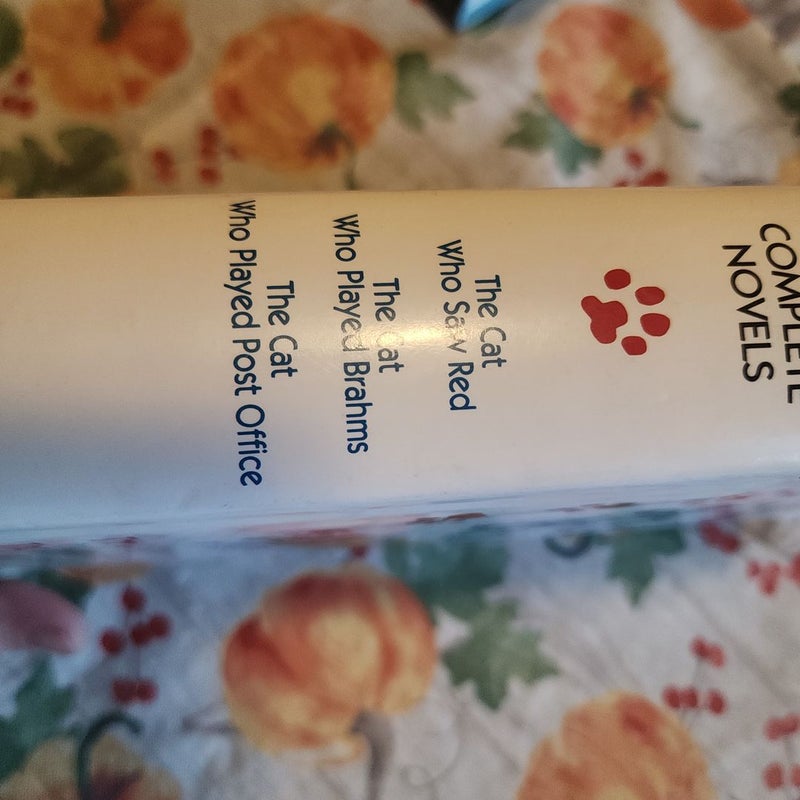 COMPLETE
NOVELS
The Cat
Who Saw Red
The Cat
Who Played Brahms
The Cat
Who Played Post Office